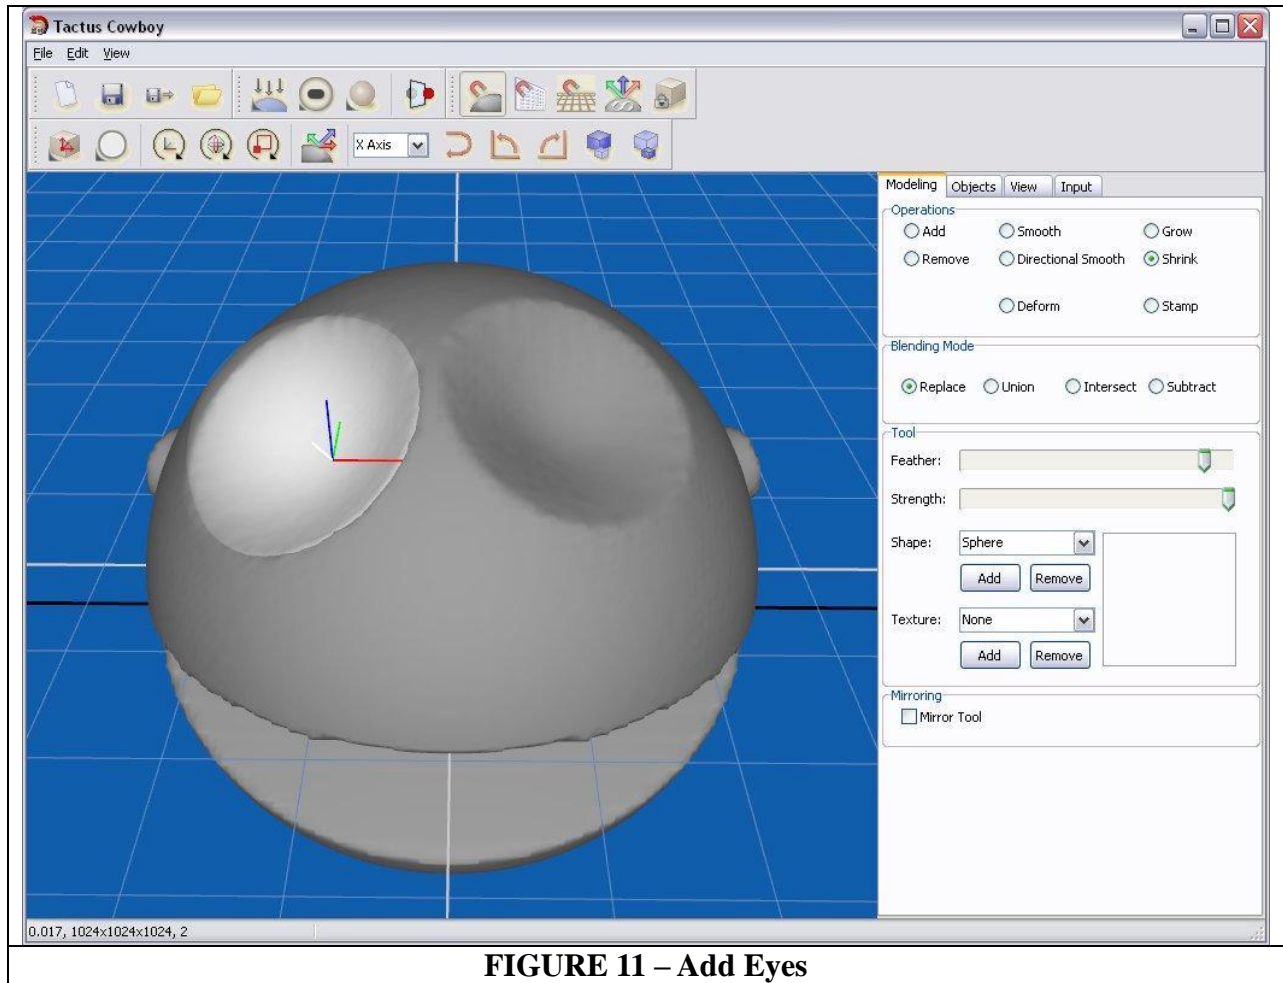 Tactus Cowboy
File Edit View
X Axis
Modeling Objects View Input
Operations
Add Smooth Grow
Remove Directional Smooth Shrink
Deform Stamp
Blending Mode
Replace Union Intersect Subtract
Tool
Feather:
Strength:
Shape: Sphere
Add Remove
Texture: None
Add Remove
Mirroring
Mirror Tool
0.017, 1024x1024x1024, 2
FIGURE 11 – Add Eyes